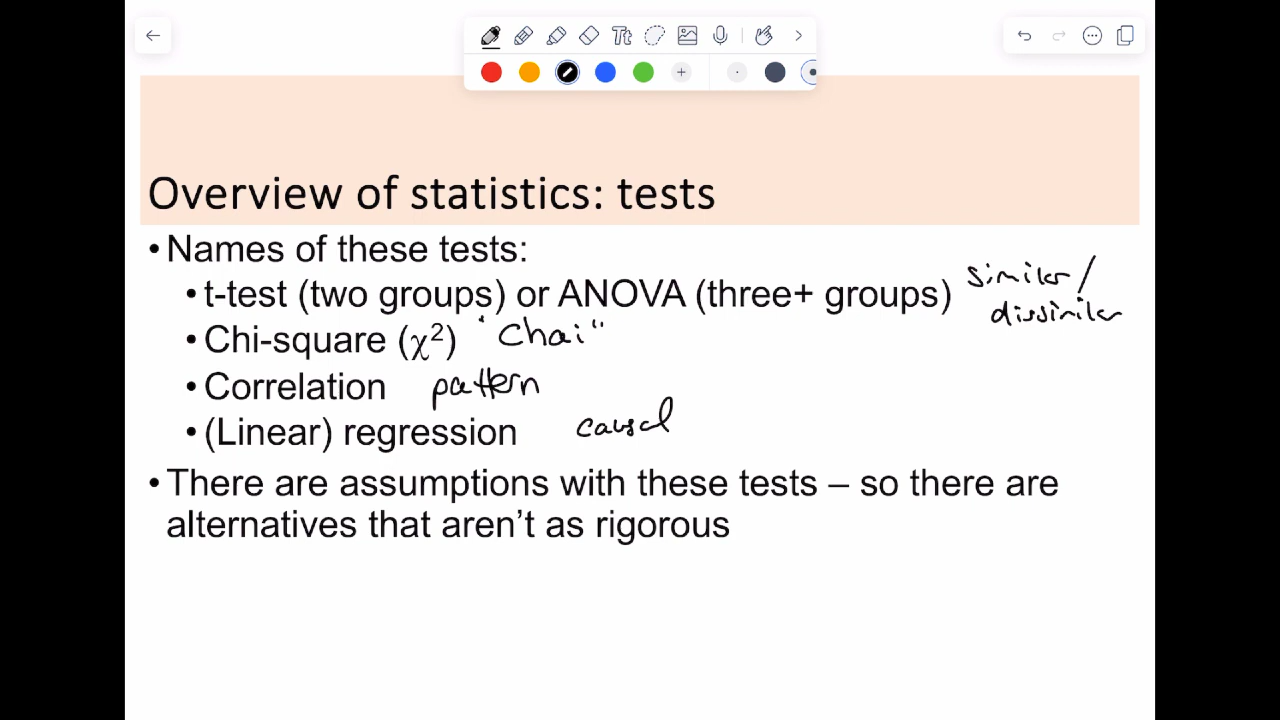 Overview of statistics: tests
•Names of these tests:
•t-test (two groups) or ANOVA (three+ groups) similar/
dissimilar
•Chi-square (χ²) "Chai"
•Correlation pattern
•(Linear) regression causal
•There are assumptions with these tests – so there are
alternatives that aren't as rigorous